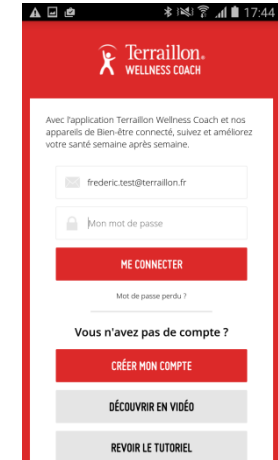 17:44
Terraillon.
WELLNESS COACH
Avec l'application Terraillon Wellness Coach et nos
appareils de Bien-être connecté, suivez et améliorez
votre santé semaine après semaine.
frederic.test@terraillon.fr
Mon mot de passe
ME CONNECTER
Mot de passe perdu ?
Vous n'avez pas de compte ?
CRÉER MON COMPTE
DÉCOUVRIR EN VIDÉO
REVOIR LE TUTORIEL